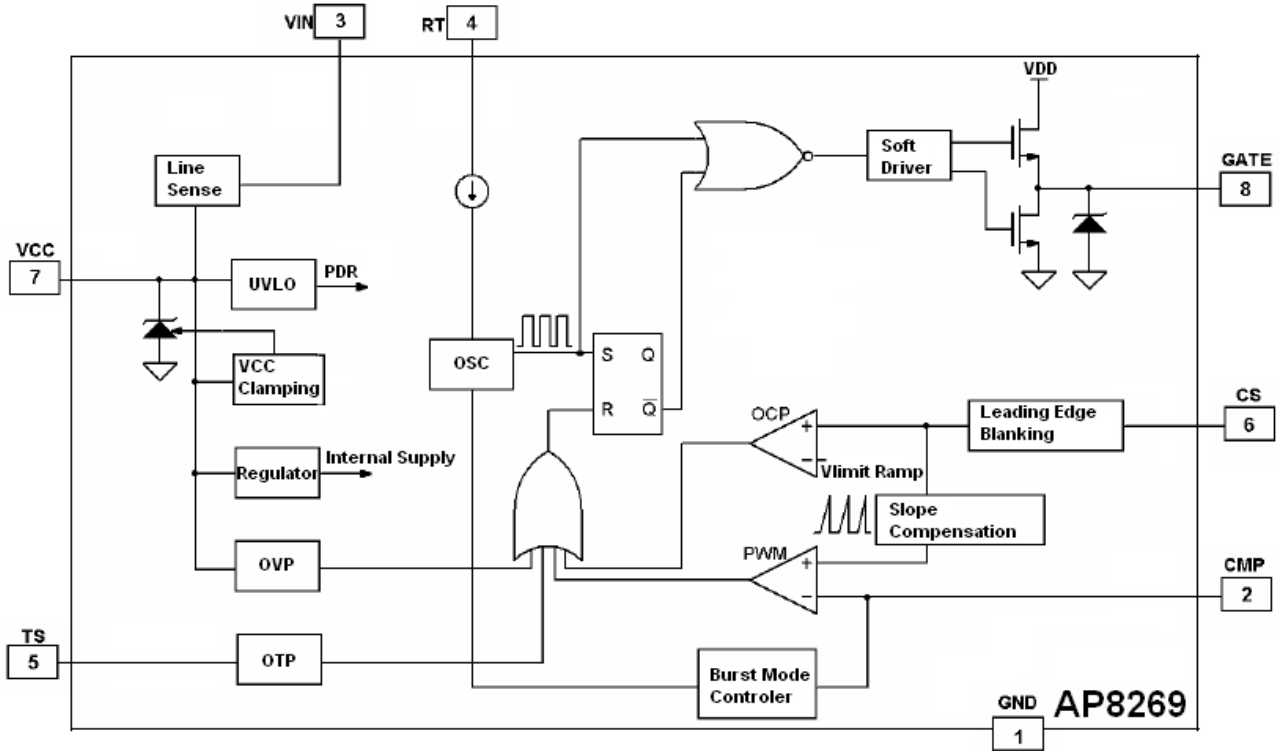 VIN 3
RT 4
VDD
Line
Sense
Soft
Driver
GATE
8
VCC
7
UVLO
PDR
OSC
S Q
R Q̅
VCC
Clamping
OCP
+
−
Leading Edge
Blanking
CS
6
Regulator
Internal Supply
Vlimit Ramp
Slope
Compensation
OVP
PWM
+
−
CMP
2
TS
5
OTP
Burst Mode
Controler
GND
1
AP8269